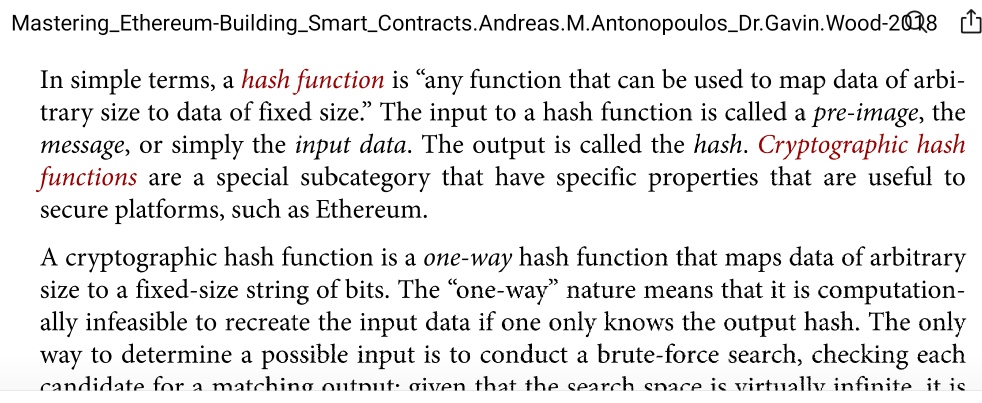 Mastering_Ethereum-Building_Smart_Contracts.Andreas.M.Antonopoulos_Dr.Gavin.Wood-2018
In simple terms, a hash function is “any function that can be used to map data of arbi-
trary size to data of fixed size.” The input to a hash function is called a pre-image, the
message, or simply the input data. The output is called the hash. Cryptographic hash
functions are a special subcategory that have specific properties that are useful to
secure platforms, such as Ethereum.
A cryptographic hash function is a one-way hash function that maps data of arbitrary
size to a fixed-size string of bits. The “one-way” nature means that it is computation-
ally infeasible to recreate the input data if one only knows the output hash. The only
way to determine a possible input is to conduct a brute-force search, checking each
candidate for a matching output; given that the search space is virtually infinite, it is